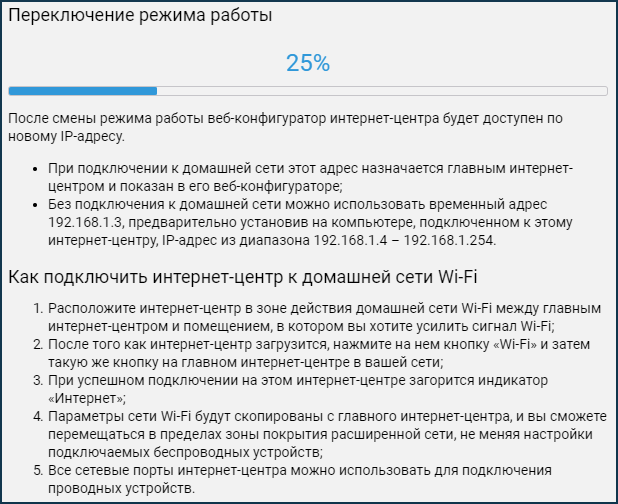 Переключение режима работы
25%
После смены режима работы веб-конфигуратор интернет-центра будет доступен по
новому IP-адресу.
• При подключении к домашней сети этот адрес назначается главным интернет-
центром и показан в его веб-конфигураторе;
• Без подключения к домашней сети можно использовать временный адрес
192.168.1.3, предварительно установив на компьютере, подключенном к этому
интернет-центру, IP-адрес из диапазона 192.168.1.4 – 192.168.1.254.
Как подключить интернет-центр к домашней сети Wi-Fi
1. Расположите интернет-центр в зоне действия домашней сети Wi-Fi между главным
интернет-центром и помещением, в котором вы хотите усилить сигнал Wi-Fi;
2. После того как интернет-центр загрузится, нажмите на нем кнопку «Wi-Fi» и затем
такую же кнопку на главном интернет-центре в вашей сети;
3. При успешном подключении на этом интернет-центре загорится индикатор
«Интернет»;
4. Параметры сети Wi-Fi будут скопированы с главного интернет-центра, и вы сможете
перемещаться в пределах зоны покрытия расширенной сети, не меняя настройки
подключаемых беспроводных устройств;
5. Все сетевые порты интернет-центра можно использовать для подключения
проводных устройств.